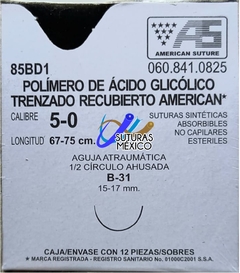 AS
AMERICAN SUTURE
85BD1 060.841.0825
POLÍMERO DE ÁCIDO GLICÓLICO
TRENZADO RECUBIERTO AMERICAN*
CALIBRE 5-0
LONGITUD 67-75 cm.
SUTURAS MÉXICO
SUTURAS SINTÉTICAS
ABSORBIBLES
NO CAPILARES
ESTERILES
AGUJA ATRAUMÁTICA
1/2 CÍRCULO AHUSADA
B-31
15-17 mm.
CAJA/ENVASE CON 12 PIEZAS/SOBRES
* MARCA REGISTRADA - REGISTRO SANITARIO No. 01000C2001 S.S.A.